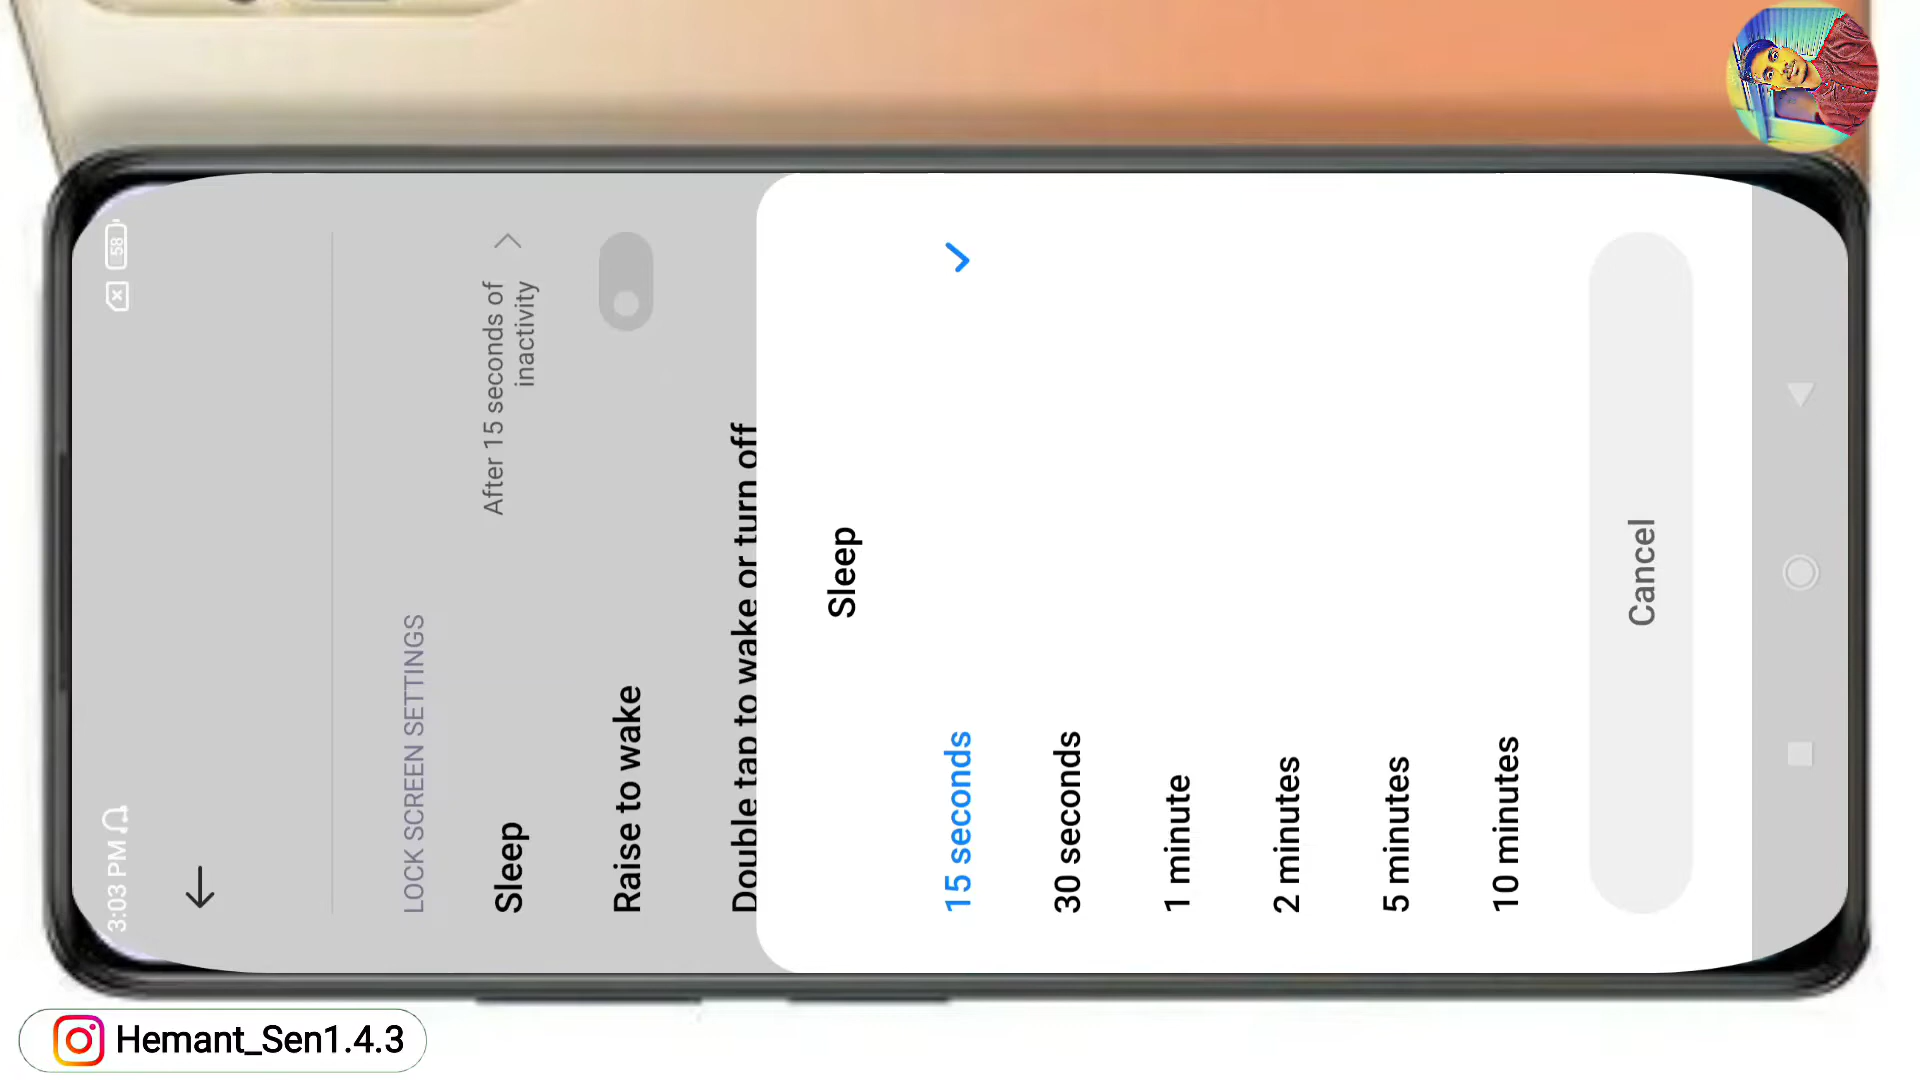 3:03 PM
58
LOCK SCREEN SETTINGS
Sleep
After 15 seconds of
inactivity
Raise to wake
Double tap to wake or turn off
Sleep
15 seconds
30 seconds
1 minute
2 minutes
5 minutes
10 minutes
Cancel
Hemant_Sen1.4.3